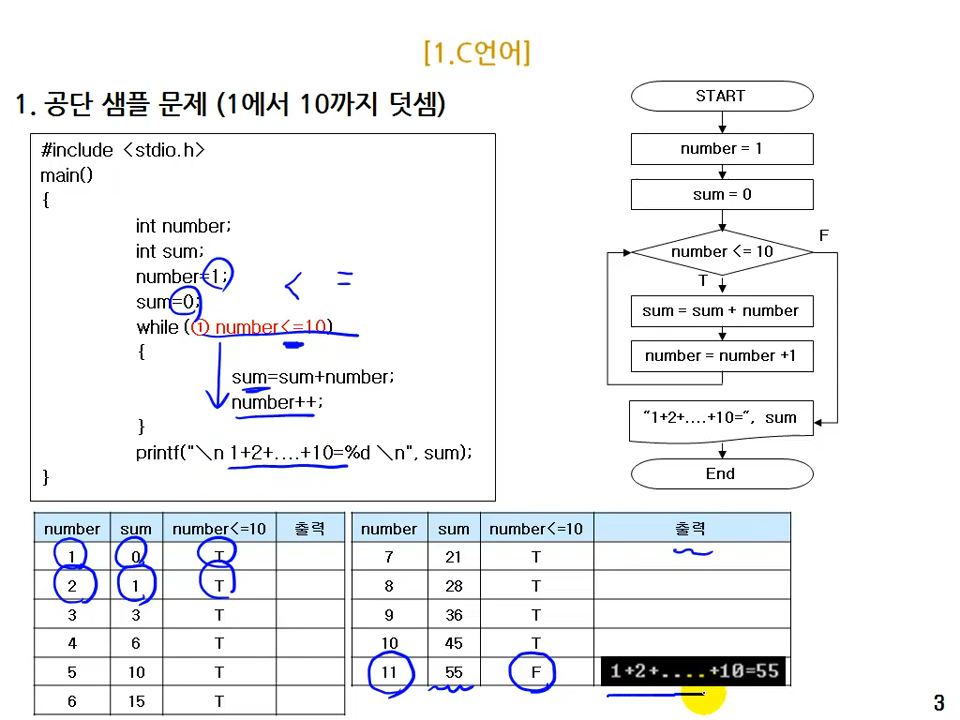 [1.C언어]
1. 공단 샘플 문제 (1에서 10까지 덧셈)
#include <stdio.h>
main()
{
int number;
int sum;
number=1;
sum=0;
< =
while (① number<=10)
{
sum=sum+number;
number++;
}
printf("\n 1+2+....+10=%d \n", sum);
}
START
number = 1
sum = 0
number <= 10
F
T
sum = sum + number
number = number +1
"1+2+....+10=", sum
End
number sum number<=10 출력
1 0 T
2 1 T
3 3 T
4 6 T
5 10 T
6 15 T
number sum number<=10 출력
7 21 T
8 28 T
9 36 T
10 45 T
11 55 F 1+2+....+10=55
3